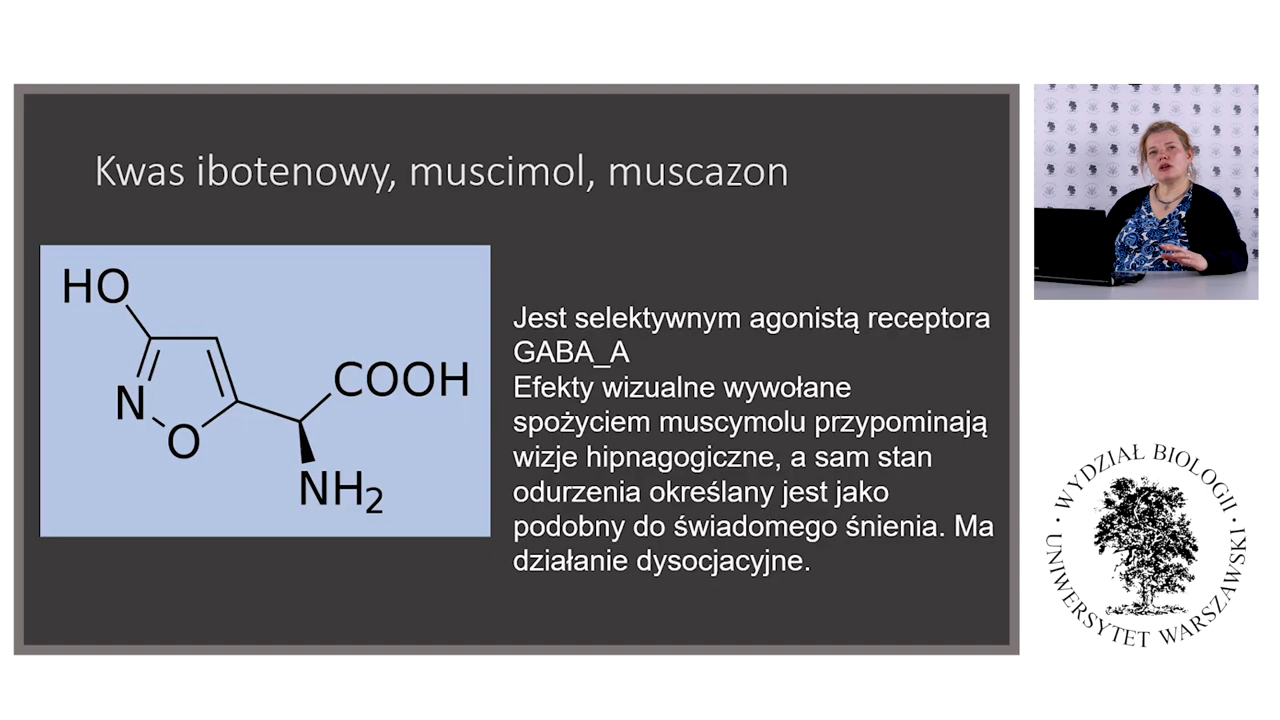 Kwas ibotenowy, muscimol, muscazon
HO
N
O
COOH
NH2
Jest selektywnym agonistą receptora
GABA_A
Efekty wizualne wywołane
spożyciem muscymolu przypominają
wizje hipnagogiczne, a sam stan
odurzenia określany jest jako
podobny do świadomego śnienia. Ma
działanie dysocjacyjne.
WYDZIAŁ BIOLOGII
UNIWERSYTET WARSZAWSKI